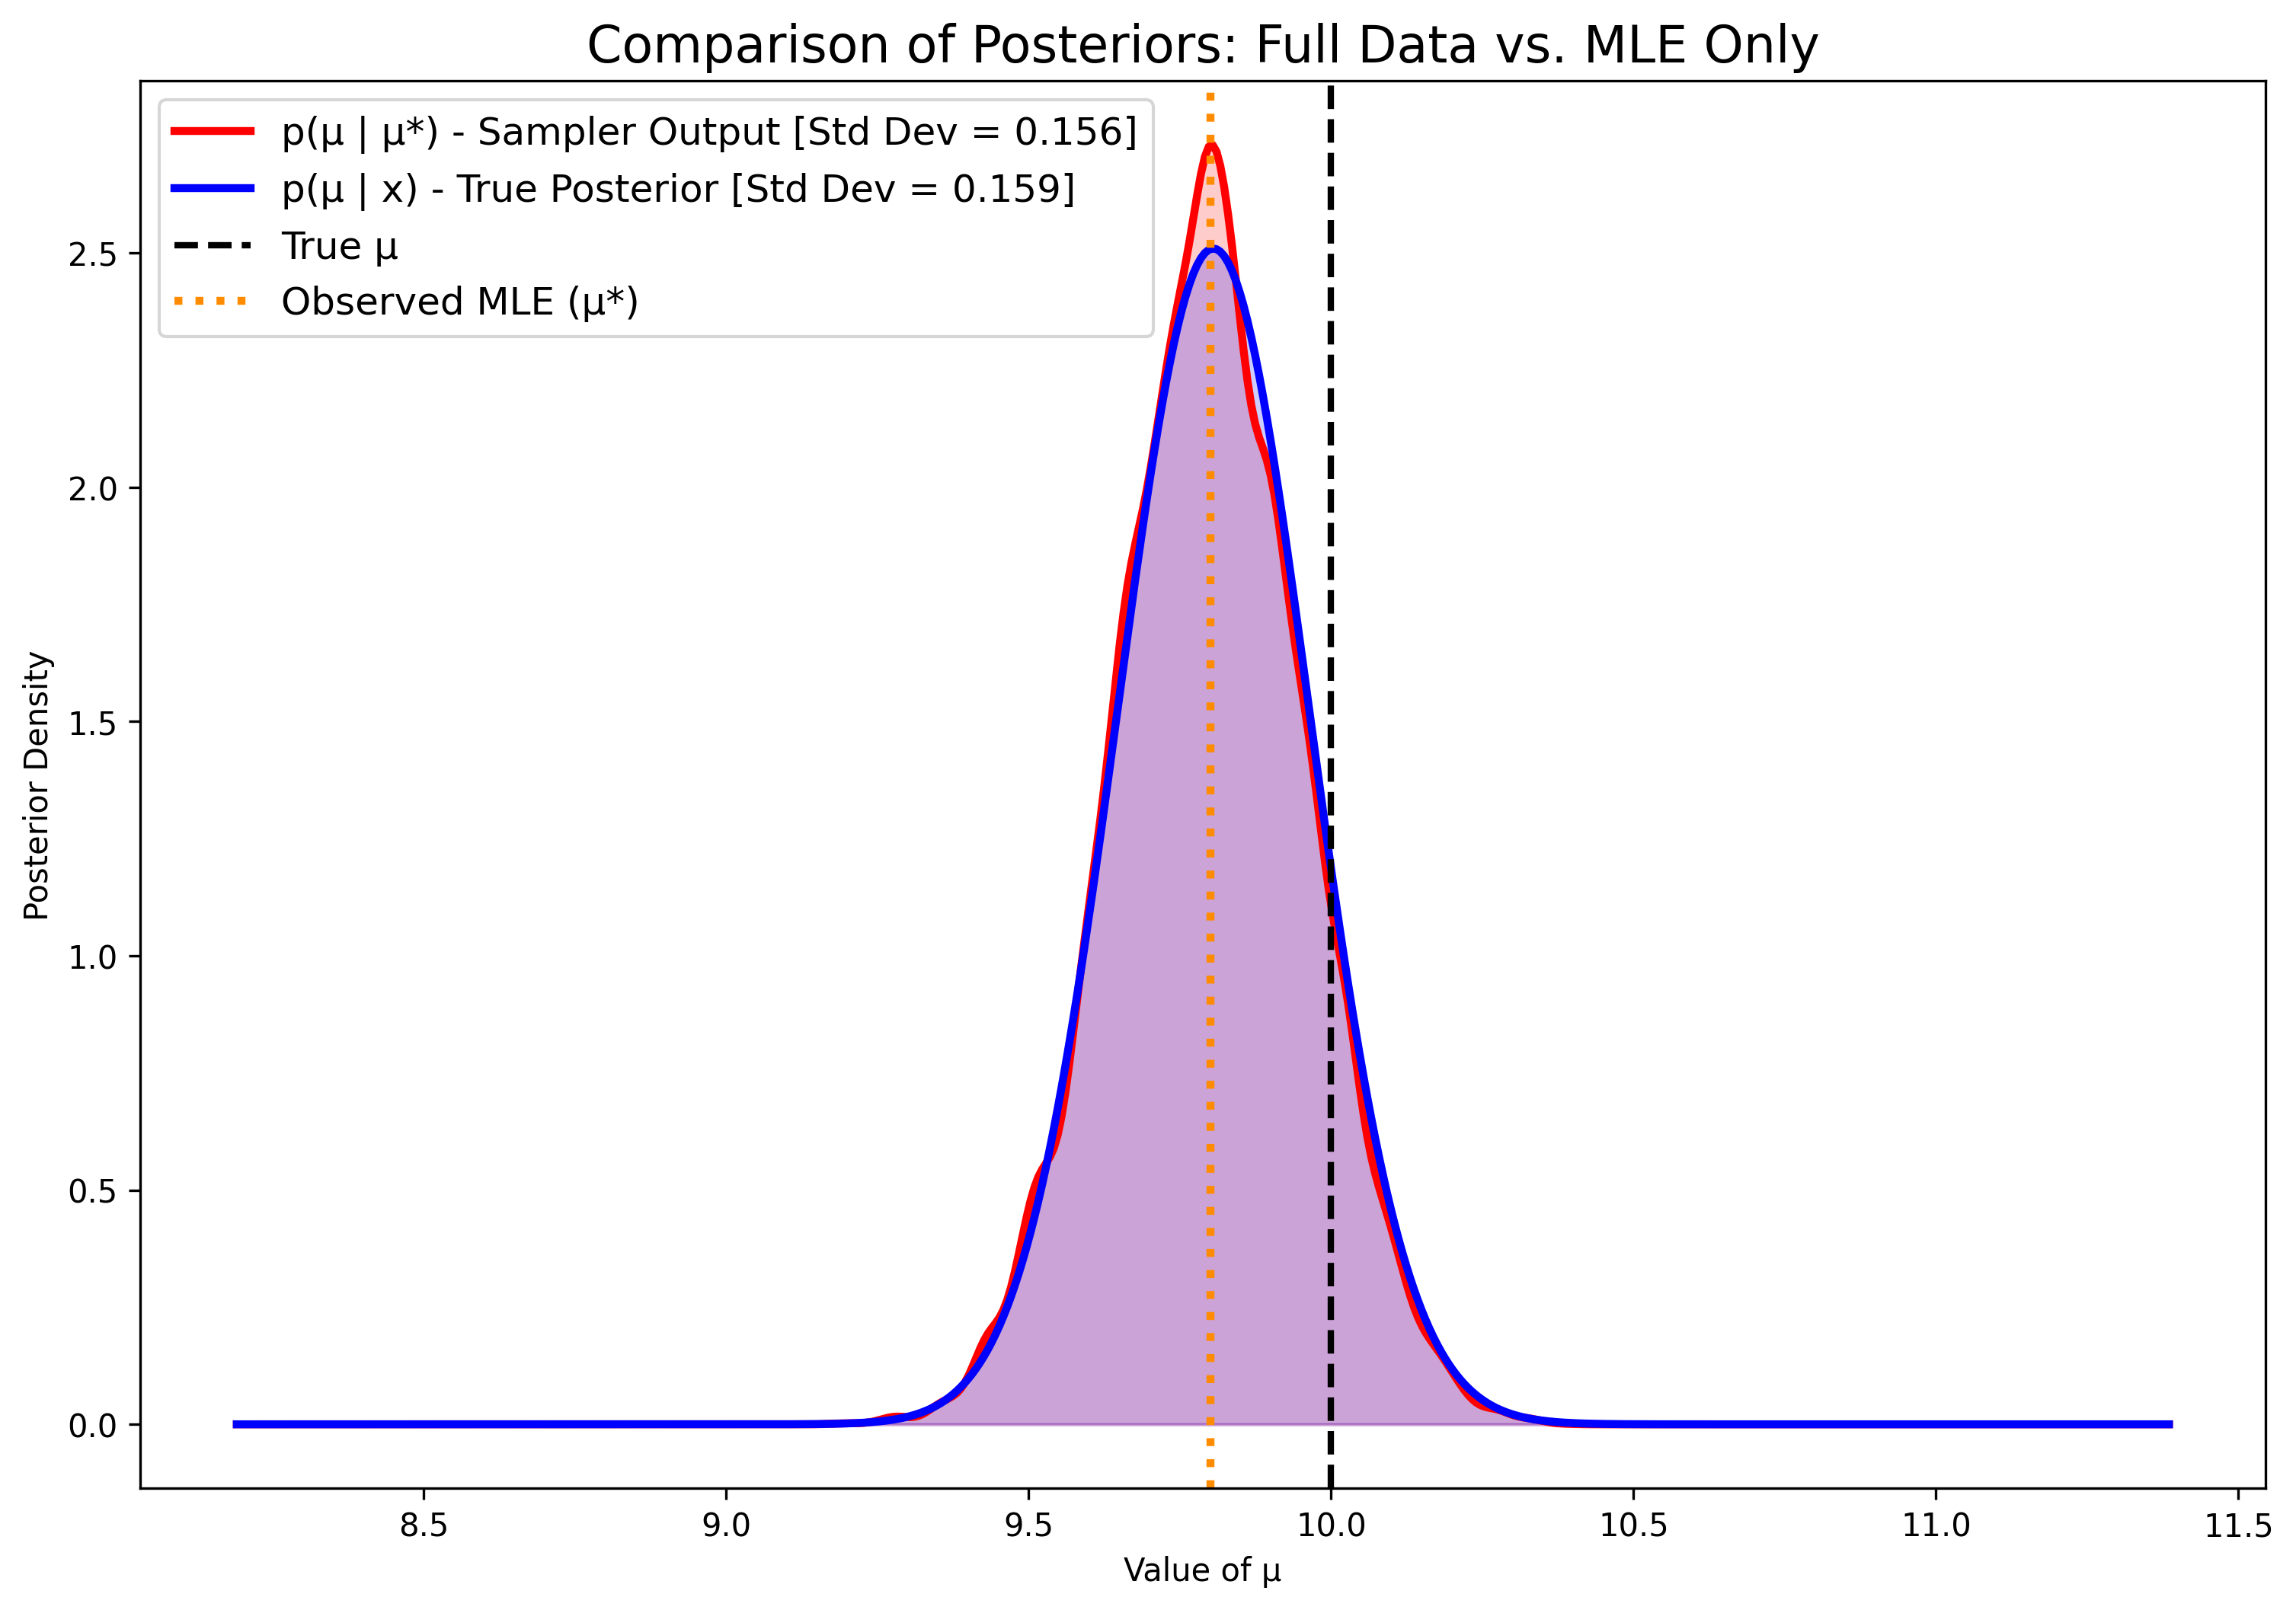 Comparison of Posteriors: Full Data vs. MLE Only
p(μ | μ*) - Sampler Output [Std Dev = 0.156]
p(μ | x) - True Posterior [Std Dev = 0.159]
True μ
Observed MLE (μ*)
Posterior Density
2.5
2.0
1.5
1.0
0.5
0.0
8.5 9.0 9.5 10.0 10.5 11.0 11.5
Value of μ